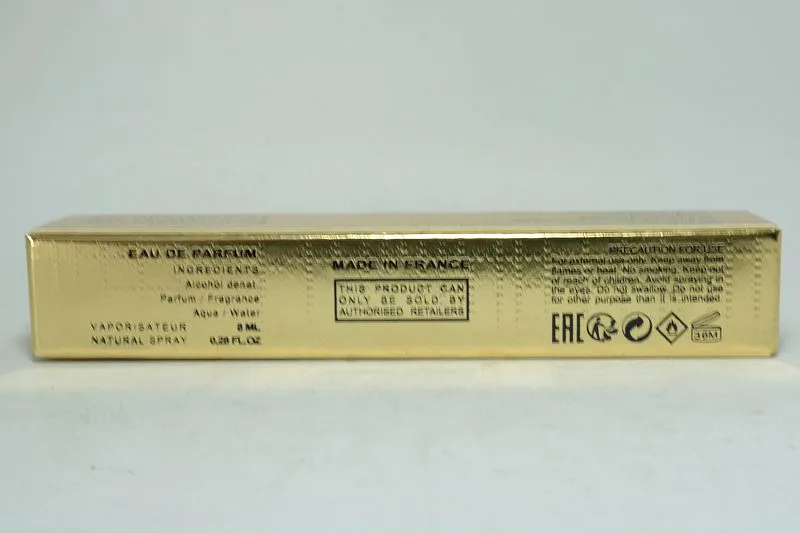 EAU DE PARFUM
INGREDIENTS
Alcohol denat.
Parfum / Fragrance
Aqua / Water
VAPORISATEUR 8 ML
NATURAL SPRAY 0,28 FL.OZ
MADE IN FRANCE
THIS PRODUCT CAN
ONLY BE SOLD BY
AUTHORISED RETAILERS
PRECAUTION FOR USE
For external use only. Keep away from
flames or heat. No smoking. Keep out
of reach of children. Avoid spraying in
the eyes. Do not swallow. Do not use
for other purpose than it is intended.
EAC
36M